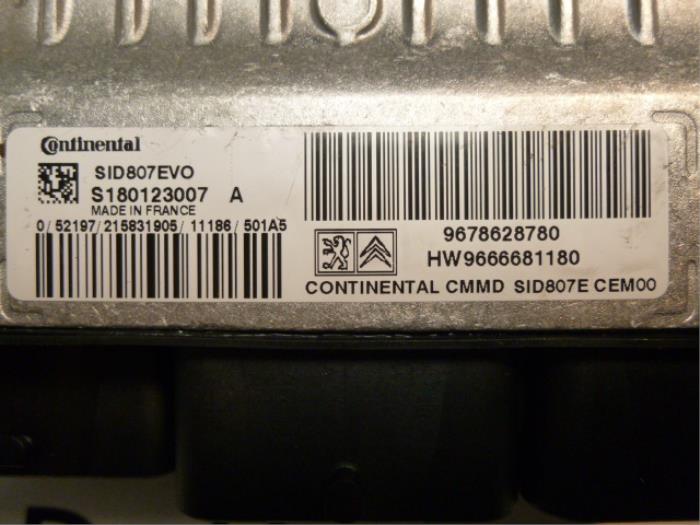 Continental
SID807EVO
S180123007 A
MADE IN FRANCE
0/52197/215831905/11186/501A5
9678628780
HW9666681180
CONTINENTAL CMMD SID807E CEM00